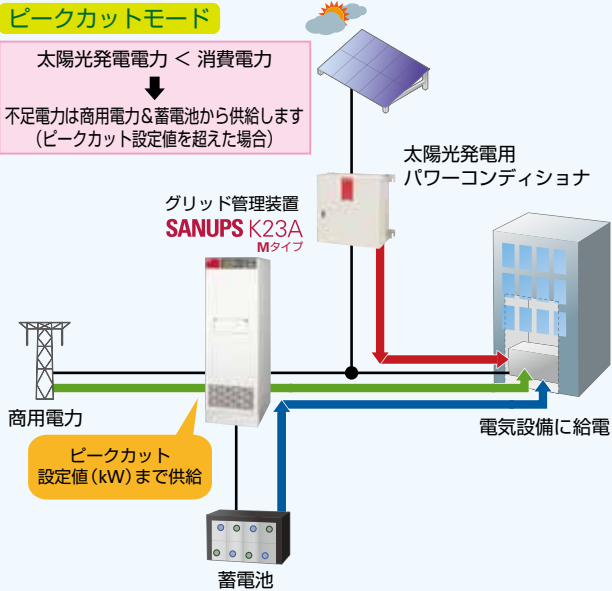 ピークカットモード
太陽光発電電力 < 消費電力
不足電力は商用電力&蓄電池から供給します
(ピークカット設定値を超えた場合)
太陽光発電用
パワーコンディショナ
グリッド管理装置
SANUPS K23A
Mタイプ
商用電力
電気設備に給電
ピークカット
設定値(kW)まで供給
蓄電池